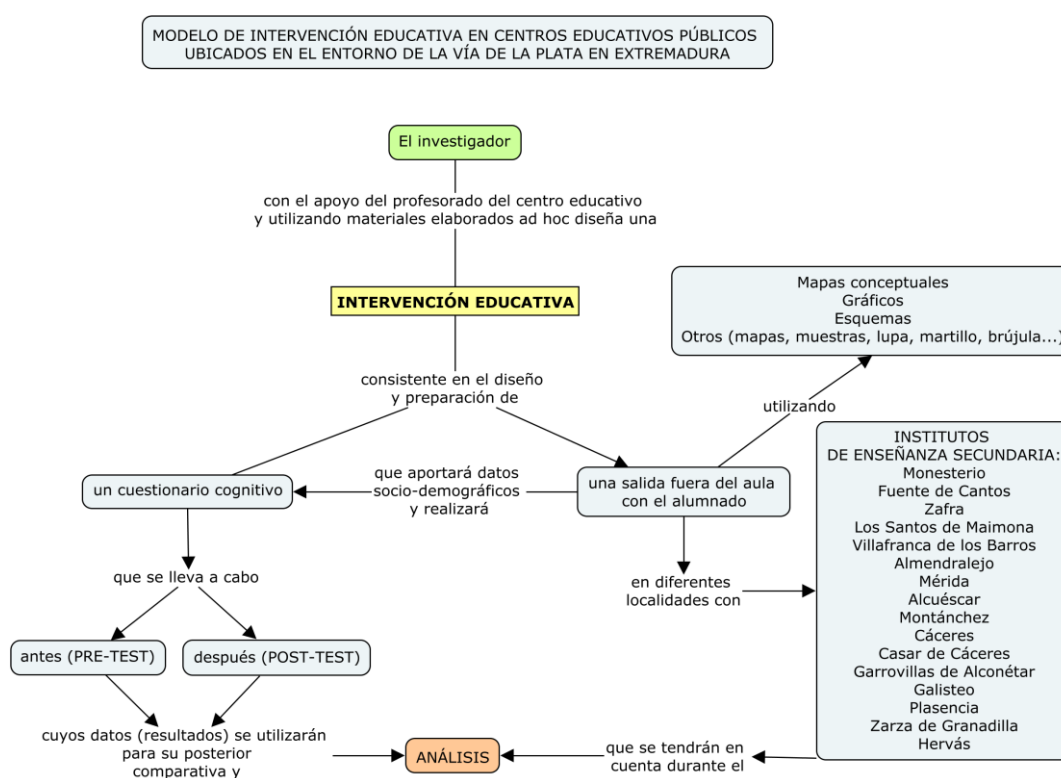 MODELO DE INTERVENCIÓN EDUCATIVA EN CENTROS EDUCATIVOS PÚBLICOS
UBICADOS EN EL ENTORNO DE LA VÍA DE LA PLATA EN EXTREMADURA
El investigador
con el apoyo del profesorado del centro educativo
y utilizando materiales elaborados ad hoc diseña una
INTERVENCIÓN EDUCATIVA
consistente en el diseño
y preparación de
Mapas conceptuales
Gráficos
Esquemas
Otros (mapas, muestras, lupa, martillo, brújula...)
utilizando
un cuestionario cognitivo
que aportará datos
socio-demográficos
y realizará
una salida fuera del aula
con el alumnado
INSTITUTOS
DE ENSEÑANZA SECUNDARIA:
Monesterio
Fuente de Cantos
Zafra
Los Santos de Maimona
Villafranca de los Barros
Almendralejo
Mérida
Alcuéscar
Montánchez
Cáceres
Casar de Cáceres
Garrovillas de Alconétar
Galisteo
Plasencia
Zarza de Granadilla
Hervás
que se lleva a cabo
en diferentes
localidades con
antes (PRE-TEST)
después (POST-TEST)
cuyos datos (resultados) se utilizarán
para su posterior
comparativa y
ANÁLISIS
que se tendrán en
cuenta durante el